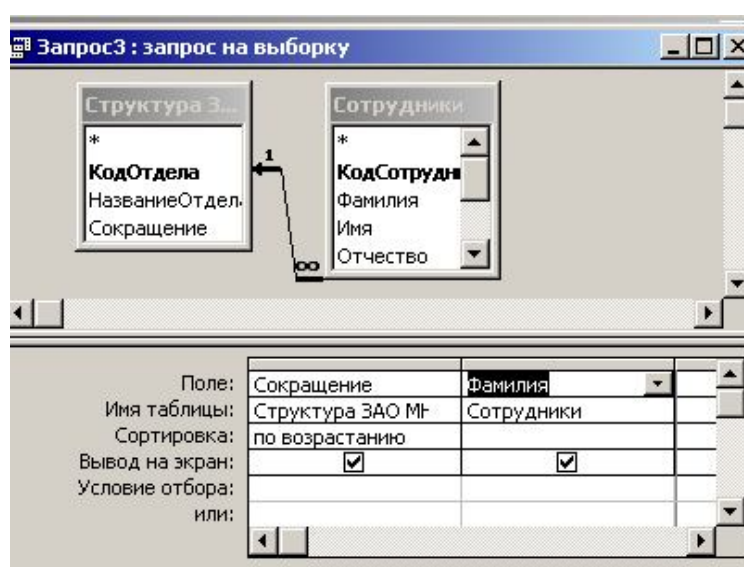 Запрос3 : запрос на выборку
Структура З...
*
КодОтдела
НазваниеОтдел
Сокращение
1
∞
Сотрудники
*
КодСотрудн
Фамилия
Имя
Отчество
Поле: Сокращение Фамилия
Имя таблицы: Структура ЗАО МН Сотрудники
Сортировка: по возрастанию
Вывод на экран:
Условие отбора:
или: